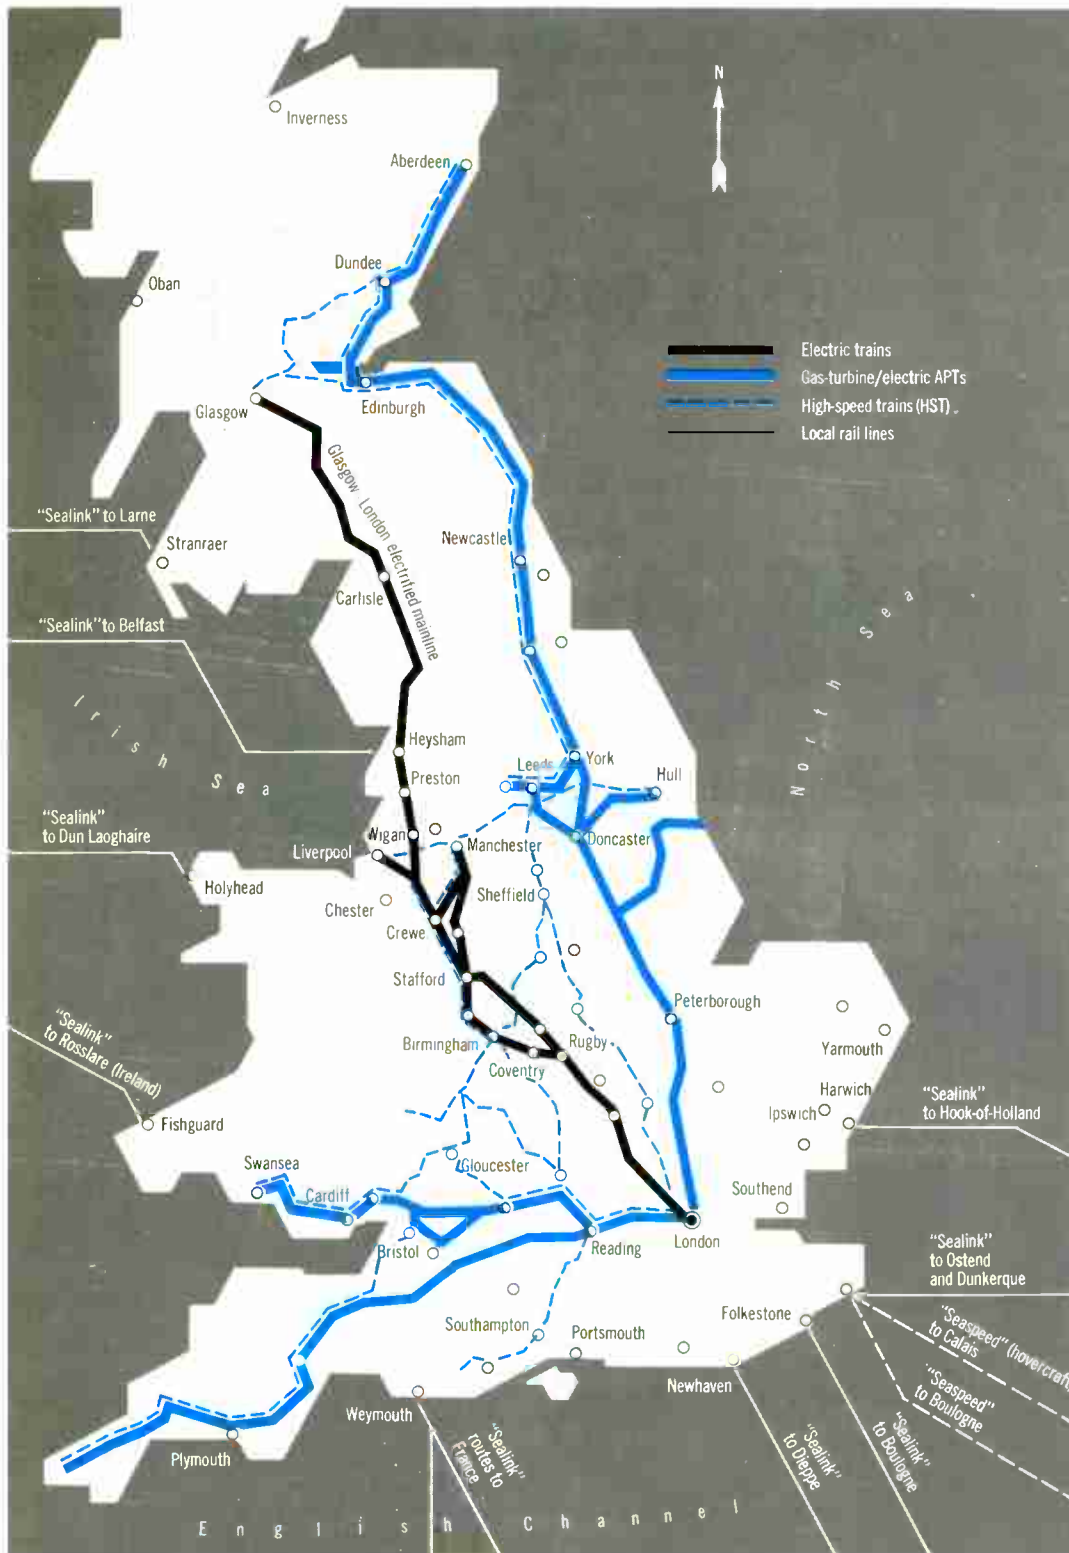 N
Inverness
Aberdeen
Dundee
Oban
Electric trains
Gas-turbine/electric APTs
High-speed trains (HST)
Local rail lines
Edinburgh
Glasgow
Glasgow London electrified mainline
"Sealink" to Larne
Stranraer
Newcastle
Carlisle
"Sealink" to Belfast
North Sea
Irish Sea
Heysham
Preston
Leeds
York
Hull
"Sealink"
to Dun Laoghaire
Wigan
Liverpool
Manchester
Doncaster
Holyhead
Chester
Sheffield
Crewe
Stafford
Peterborough
"Sealink"
to Rosslare (Ireland)
Birmingham
Rugby
Coventry
Yarmouth
Harwich
Ipswich
"Sealink"
to Hook-of-Holland
Fishguard
Swansea
Gloucester
Cardiff
Southend
London
Bristol
Reading
"Sealink"
to Ostend
and Dunkerque
Folkestone
"Seaspeed" (hovercraft)
to Calais
Southampton
Portsmouth
"Seaspeed"
to Boulogne
Newhaven
Weymouth
"Sealink"
routes to
France
"Sealink"
to Dieppe
"Sealink"
to Boulogne
Plymouth
English Channel